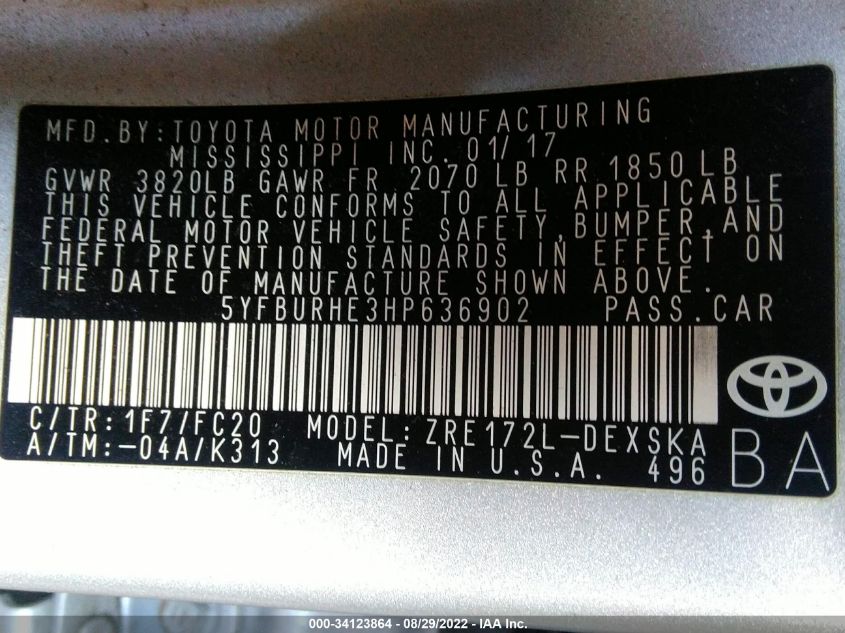 MFD. BY: TOYOTA MOTOR MANUFACTURING
MISSISSIPPI INC. 01/17
GVWR 3820LB GAWR FR 2070 LB RR 1850 LB
THIS VEHICLE CONFORMS TO ALL APPLICABLE
FEDERAL MOTOR VEHICLE SAFETY, BUMPER, AND
THEFT PREVENTION STANDARDS IN EFFECT ON
THE DATE OF MANUFACTURE SHOWN ABOVE.
5YFBURHE3HP636902 PASS. CAR
C/TR: 1F7/FC20 MODEL: ZRE172L-DEXSKA
A/TM: -04A/K313 MADE IN U.S.A. 496
BA
000-34123864 - 08/29/2022 - IAA Inc.